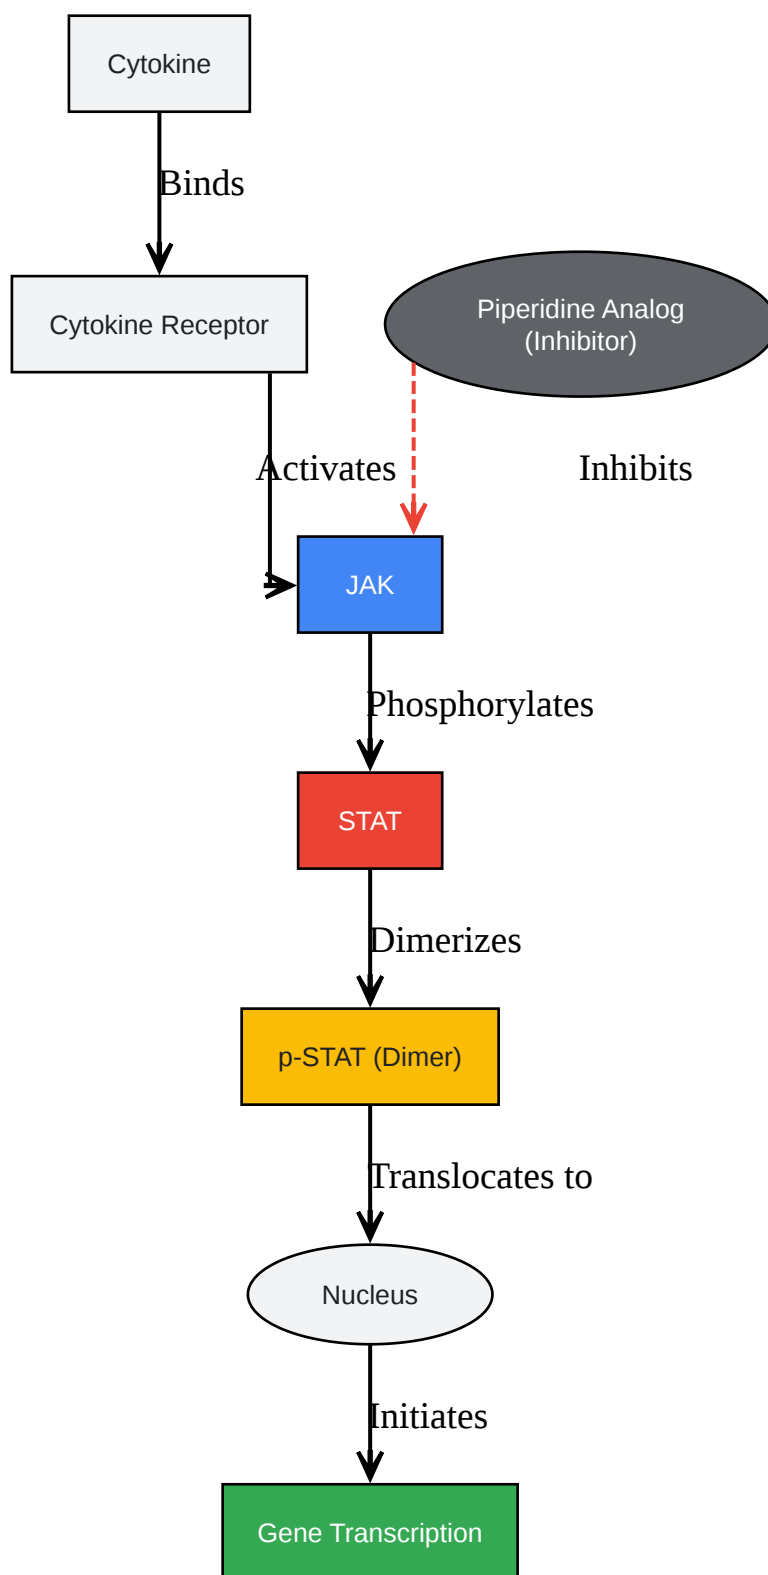 Cytokine
Binds
Cytokine Receptor
Piperidine Analog
(Inhibitor)
Activates
Inhibits
JAK
Phosphorylates
STAT
Dimerizes
p-STAT (Dimer)
Translocates to
Nucleus
Initiates
Gene Transcription